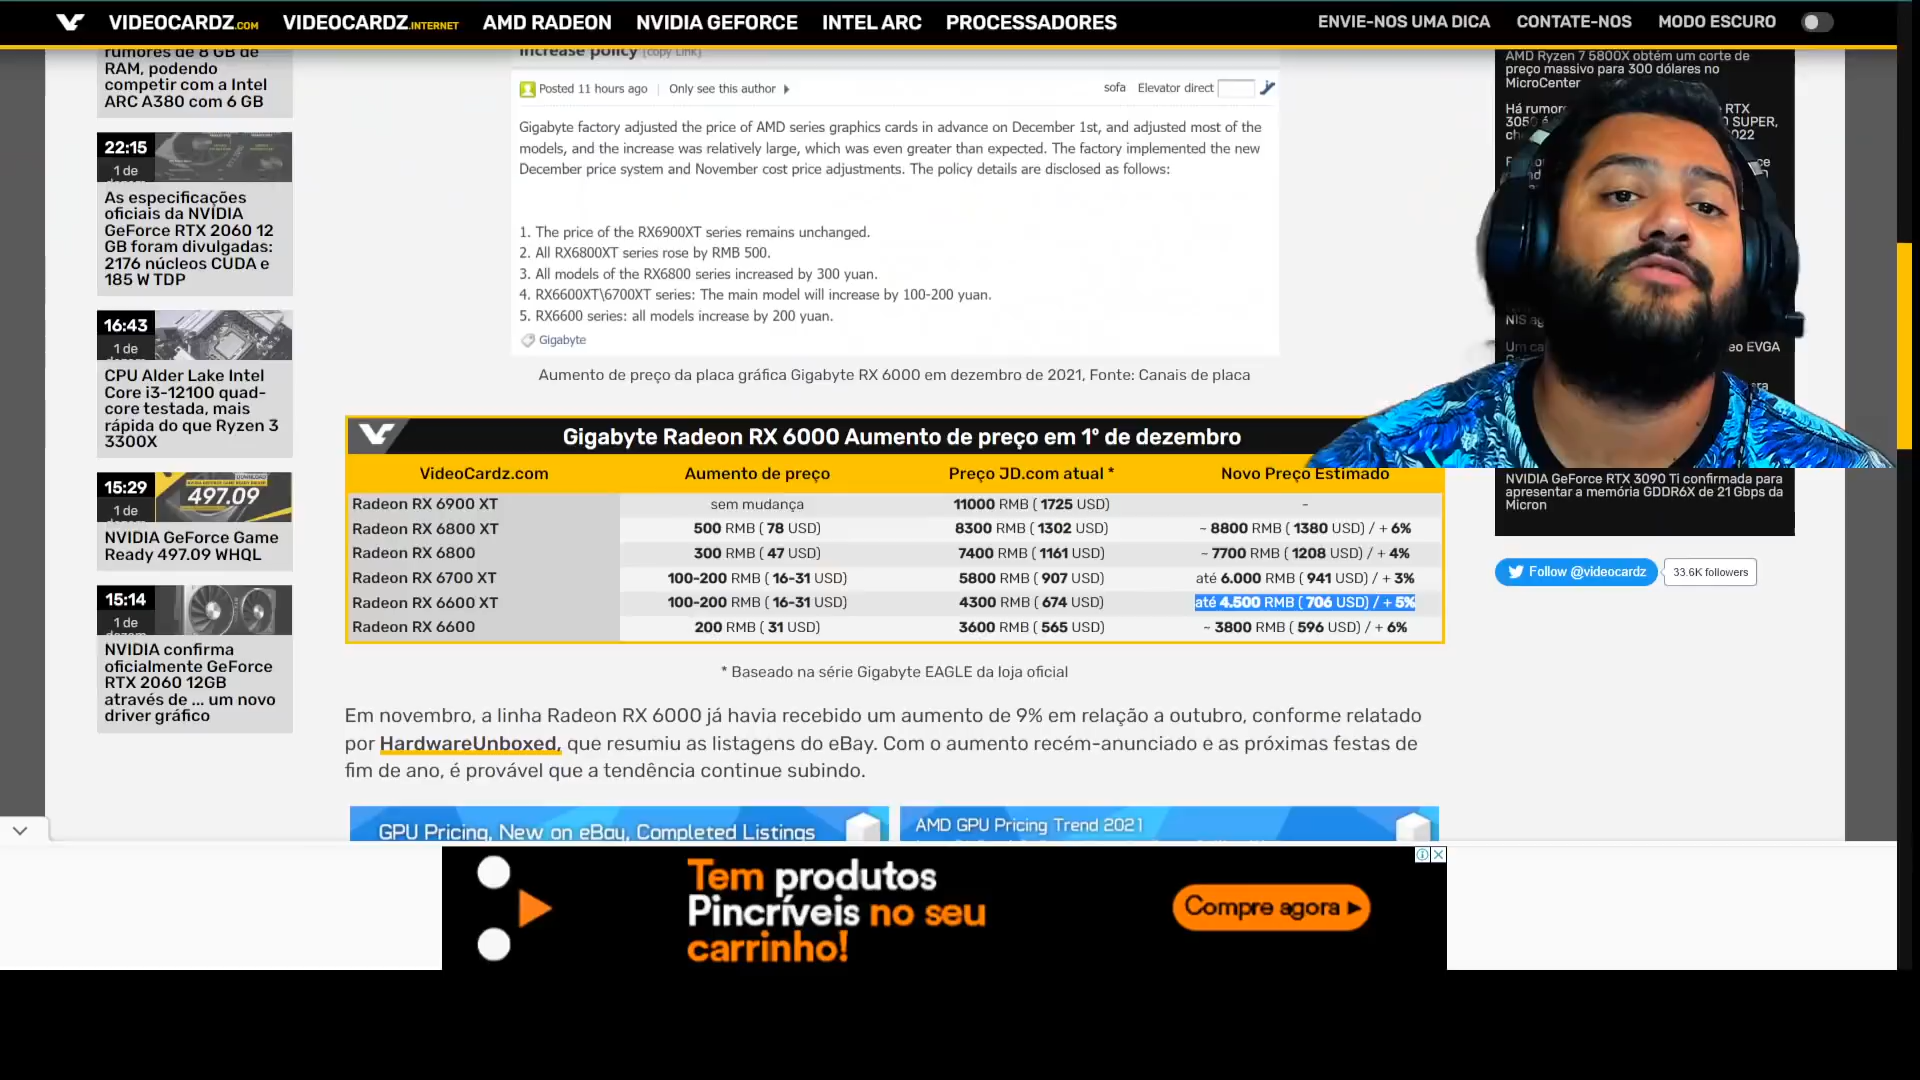 VIDEOCARDZ.COM VIDEOCARDZ.INTERNET AMD RADEON NVIDIA GEFORCE INTEL ARC PROCESSADORES ENVIE-NOS UMA DICA CONTATE-NOS MODO ESCURO
rumores de 8 GB de
RAM, podendo
competir com a Intel
ARC A380 com 6 GB
22:15
1 de
As especificações
oficiais da NVIDIA
GeForce RTX 2060 12
GB foram divulgadas:
2176 núcleos CUDA e
185 W TDP
16:43
1 de
CPU Alder Lake Intel
Core i3-12100 quad-
core testada, mais
rápida do que Ryzen 3
3300X
15:29
1 de
497.09
NVIDIA GeForce Game
Ready 497.09 WHQL
15:14
1 de
NVIDIA confirma
oficialmente GeForce
RTX 2060 12GB
através de ... um novo
driver gráfico
increase policy [copy Link]
Posted 11 hours ago | Only see this author sofa Elevator direct
Gigabyte factory adjusted the price of AMD series graphics cards in advance on December 1st, and adjusted most of the
models, and the increase was relatively large, which was even greater than expected. The factory implemented the new
December price system and November cost price adjustments. The policy details are disclosed as follows:
1. The price of the RX6900XT series remains unchanged.
2. All RX6800XT series rose by RMB 500.
3. All models of the RX6800 series increased by 300 yuan.
4. RX6600XT\6700XT series: The main model will increase by 100-200 yuan.
5. RX6600 series: all models increase by 200 yuan.
Gigabyte
Aumento de preço da placa gráfica Gigabyte RX 6000 em dezembro de 2021, Fonte: Canais de placa
Gigabyte Radeon RX 6000 Aumento de preço em 1º de dezembro
VideoCardz.com Aumento de preço Preço JD.com atual * Novo Preço Estimado
Radeon RX 6900 XT sem mudança 11000 RMB ( 1725 USD) -
Radeon RX 6800 XT 500 RMB ( 78 USD) 8300 RMB ( 1302 USD) ~ 8800 RMB ( 1380 USD) / + 6%
Radeon RX 6800 300 RMB ( 47 USD) 7400 RMB ( 1161 USD) ~ 7700 RMB ( 1208 USD) / + 4%
Radeon RX 6700 XT 100-200 RMB ( 16-31 USD) 5800 RMB ( 907 USD) até 6.000 RMB ( 941 USD) / + 3%
Radeon RX 6600 XT 100-200 RMB ( 16-31 USD) 4300 RMB ( 674 USD) até 4.500 RMB ( 706 USD) / + 5%
Radeon RX 6600 200 RMB ( 31 USD) 3600 RMB ( 565 USD) ~ 3800 RMB ( 596 USD) / + 6%
* Baseado na série Gigabyte EAGLE da loja oficial
Em novembro, a linha Radeon RX 6000 já havia recebido um aumento de 9% em relação a outubro, conforme relatado
por HardwareUnboxed, que resumiu as listagens do eBay. Com o aumento recém-anunciado e as próximas festas de
fim de ano, é provável que a tendência continue subindo.
GPU Pricing, New on eBay, Completed Listings
AMD GPU Pricing Trend 2021
AMD Ryzen 7 5800X obtém um corte de
preço massivo para 300 dólares no
MicroCenter
Há RTX
3050 SUPER,
2022
NIS
Um EVGA
NVIDIA GeForce RTX 3090 Ti confirmada para
apresentar a memória GDDR6X de 21 Gbps da
Micron
Follow @videocardz 33.6K followers
Tem produtos
Pincríveis no seu
carrinho!
Compre agora